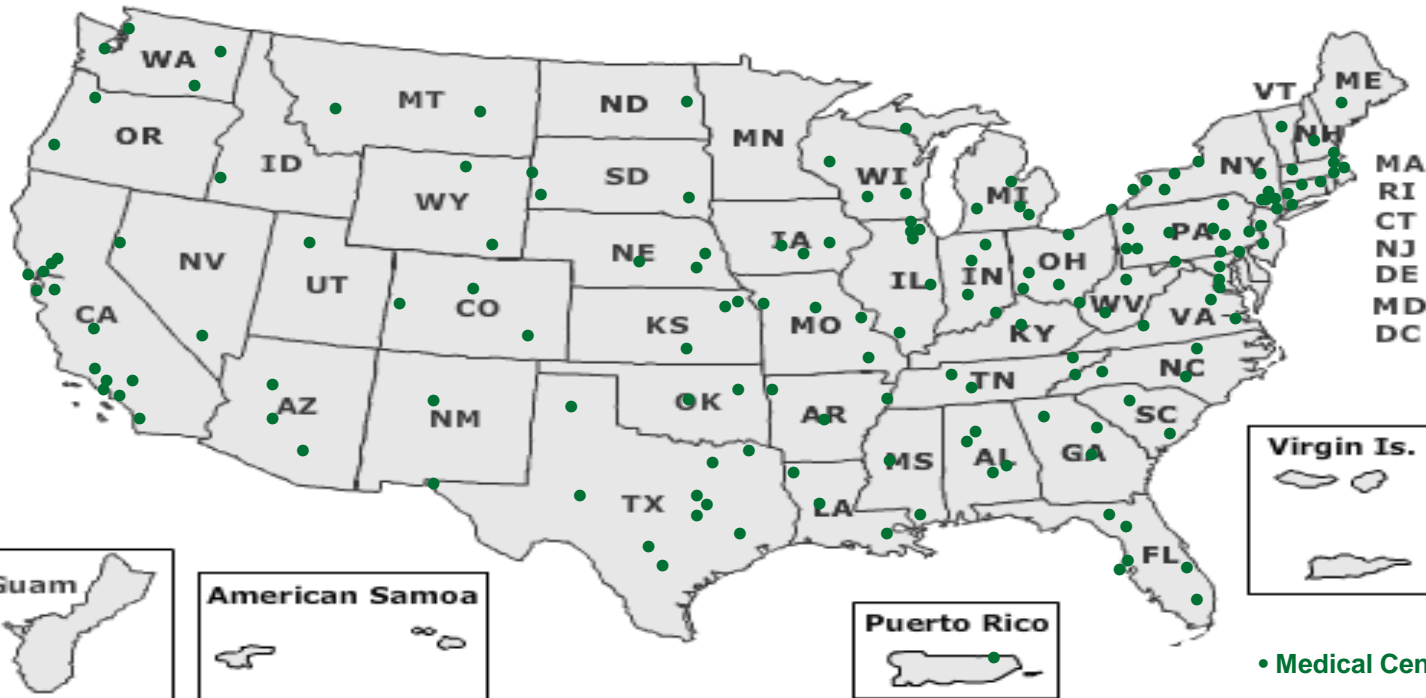 WA
MT
ND
MN
VT
ME
OR
ID
SD
WI
NH
WY
MI
NY
MA
RI
NV
UT
NE
IA
PA
CT
NJ
CA
CO
IL
IN
OH
DE
KS
MO
WV
VA
MD
DC
KY
AZ
NM
OK
AR
TN
NC
SC
TX
LA
MS
AL
GA
FL
Virgin Is.
Guam
American Samoa
Puerto Rico
• Medical Cen